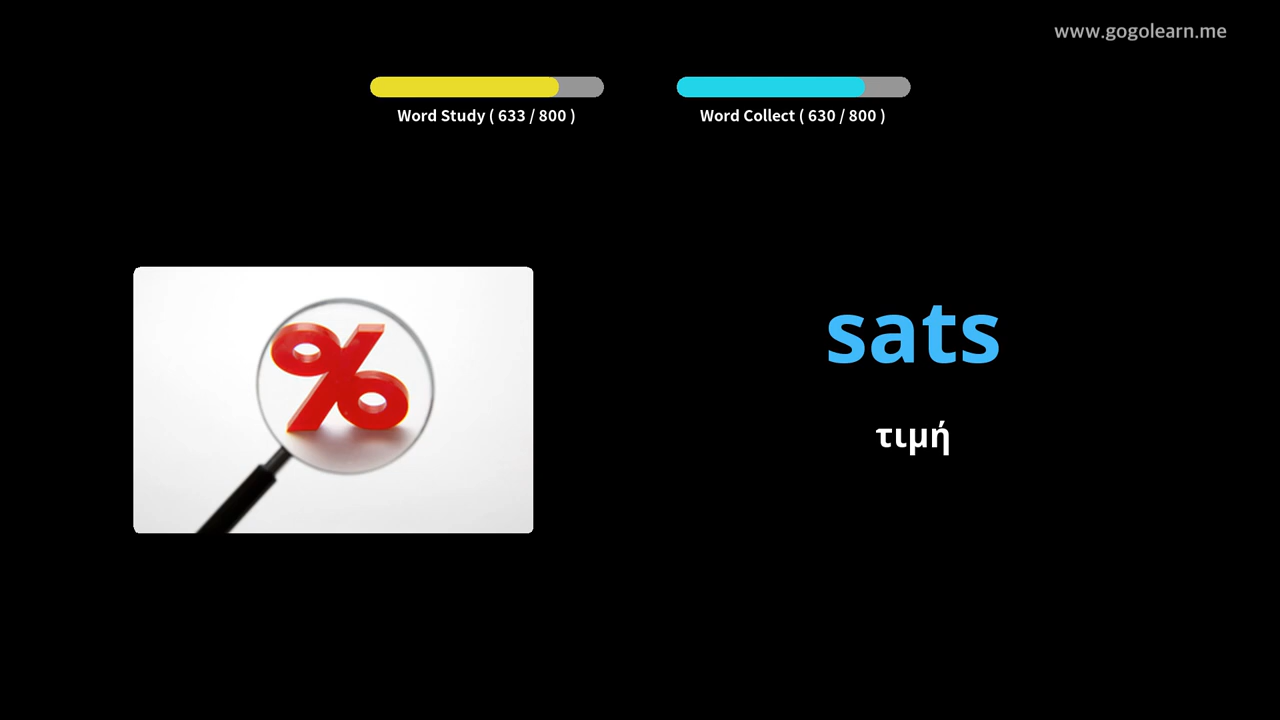 www.gogolearn.me
Word Study ( 633 / 800 )
Word Collect ( 630 / 800 )
%
sats
τιμή